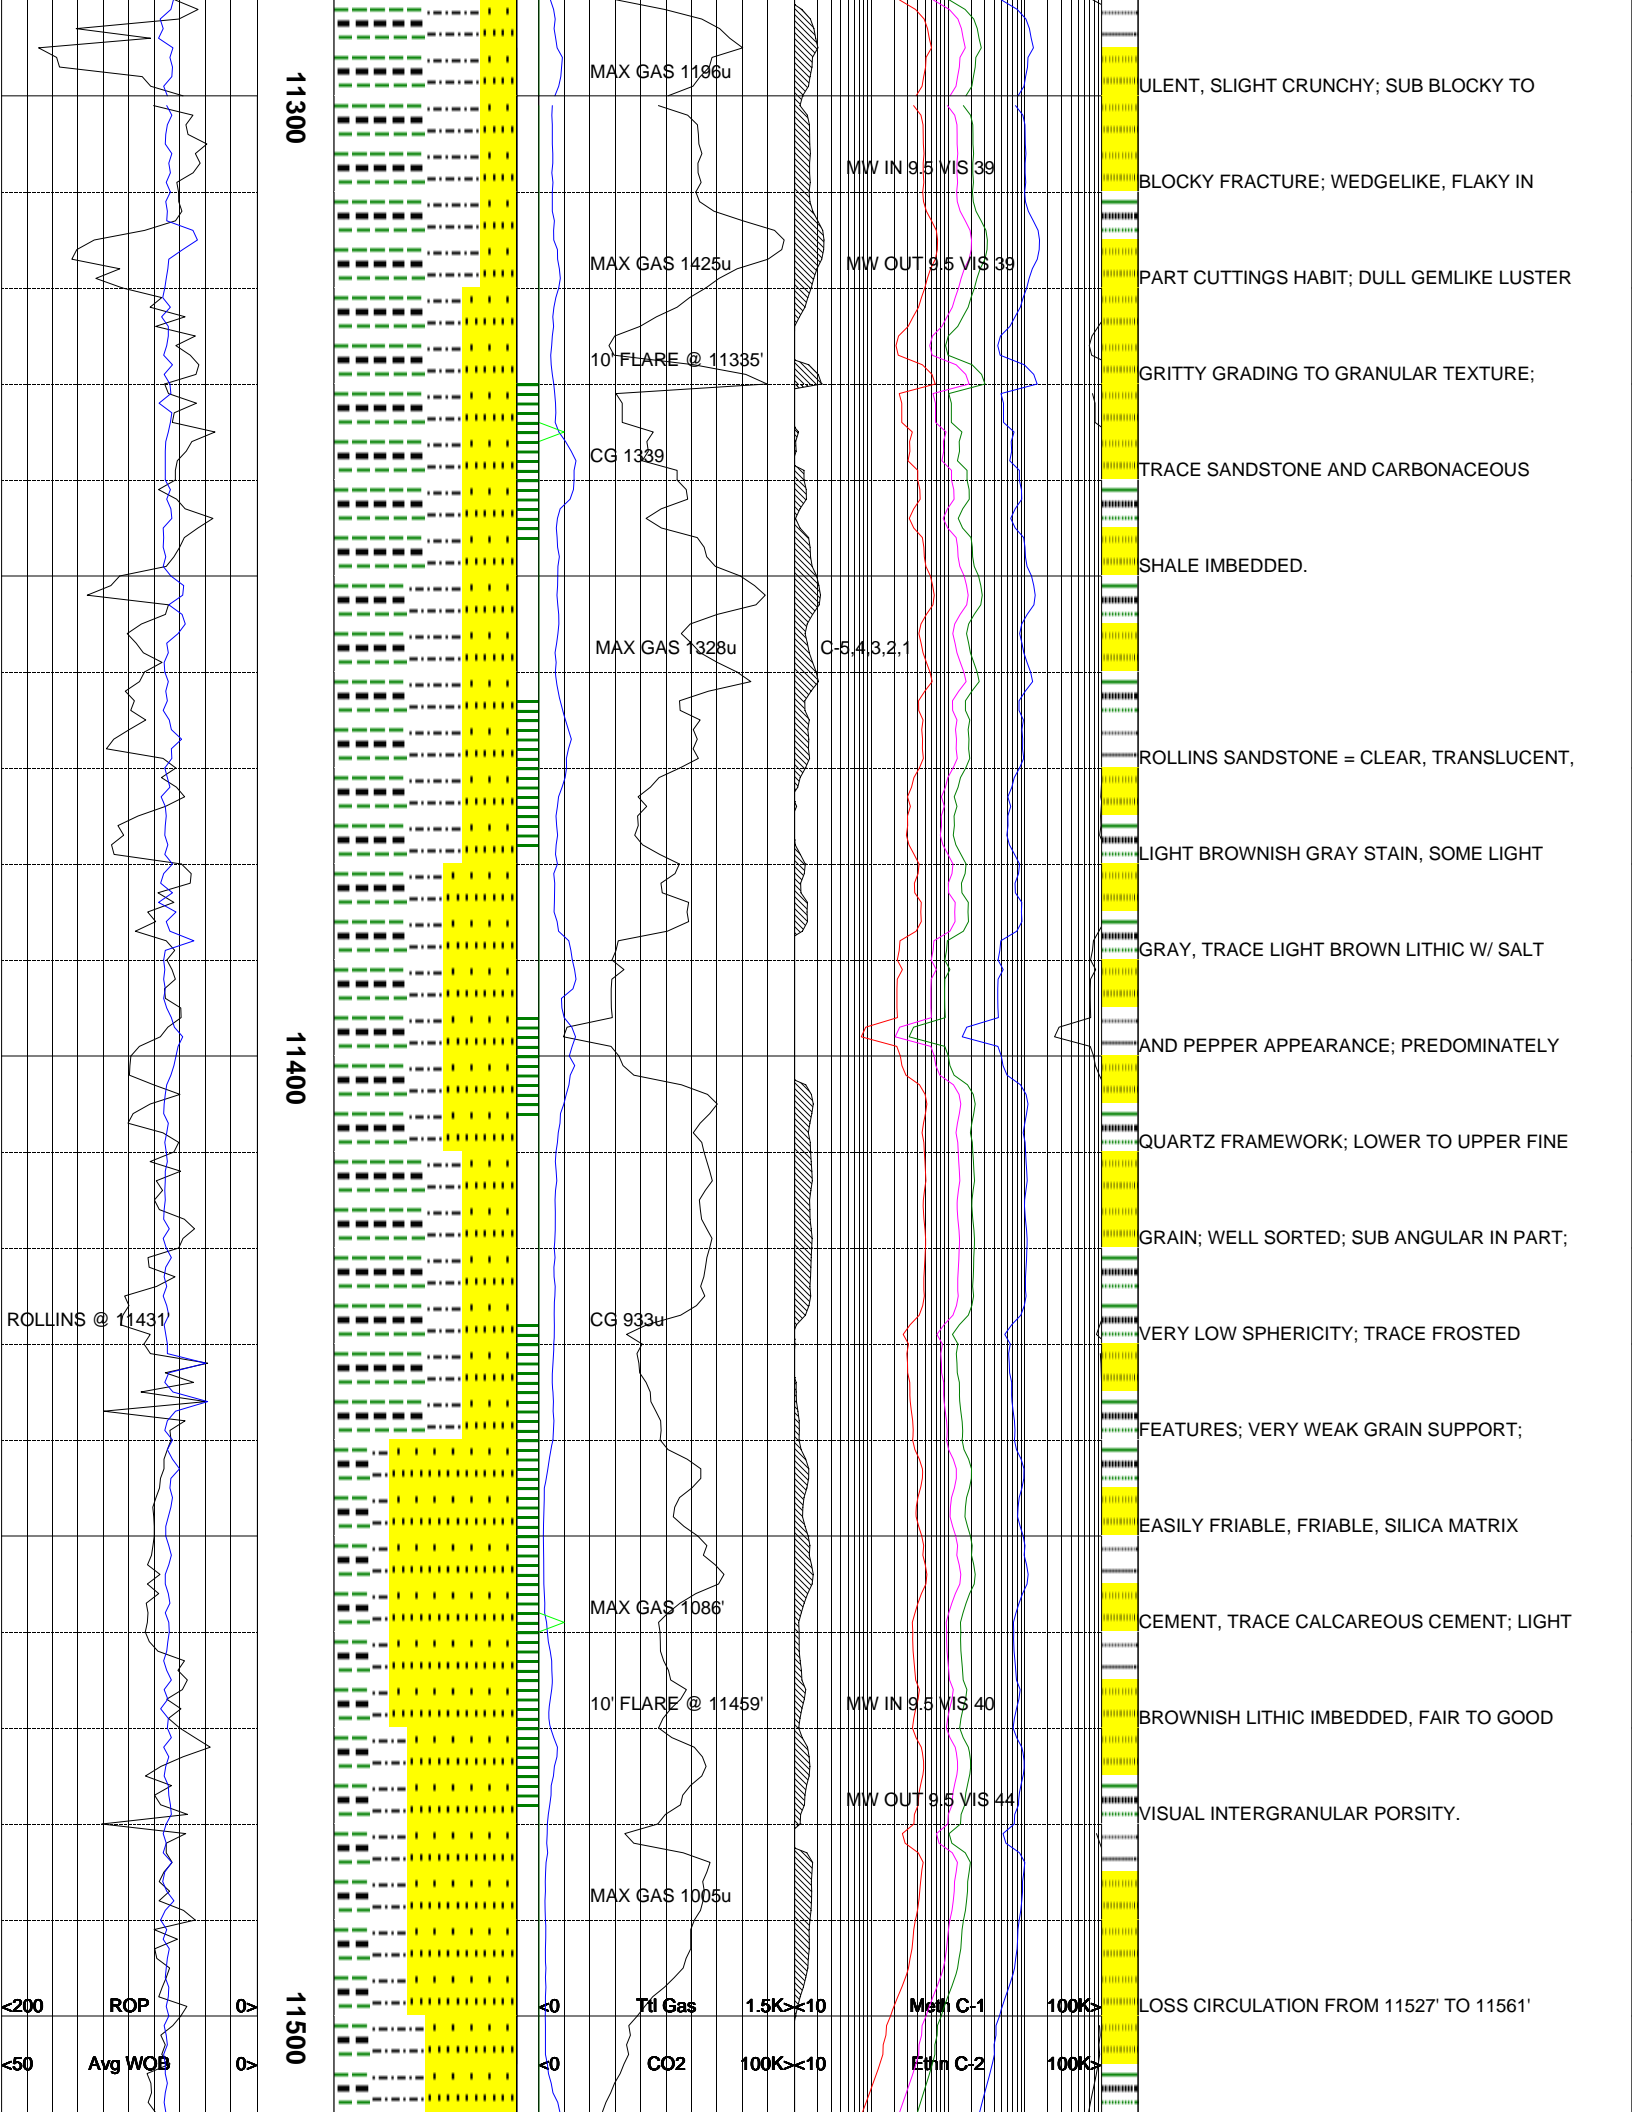 MAX GAS 1196u
ULENT, SLIGHT CRUNCHY; SUB BLOCKY TO
11300
MW IN 9.5 VIS 39
BLOCKY FRACTURE; WEDGELIKE, FLAKY IN
MAX GAS 1425u
MW OUT 9.5 VIS 39
PART CUTTINGS HABIT; DULL GEMLIKE LUSTER
10' FLARE @ 11335'
GRITTY GRADING TO GRANULAR TEXTURE;
CG 1339
TRACE SANDSTONE AND CARBONACEOUS
SHALE IMBEDDED.
MAX GAS 1328u
C-5,4,3,2,1
ROLLINS SANDSTONE = CLEAR, TRANSLUCENT,
LIGHT BROWNISH GRAY STAIN, SOME LIGHT
GRAY, TRACE LIGHT BROWN LITHIC W/ SALT
11400
AND PEPPER APPEARANCE; PREDOMINATELY
QUARTZ FRAMEWORK; LOWER TO UPPER FINE
GRAIN; WELL SORTED; SUB ANGULAR IN PART;
ROLLINS @ 11431
CG 933u
VERY LOW SPHERICITY; TRACE FROSTED
FEATURES; VERY WEAK GRAIN SUPPORT;
EASILY FRIABLE, FRIABLE, SILICA MATRIX
MAX GAS 1086'
CEMENT, TRACE CALCAREOUS CEMENT; LIGHT
10' FLARE @ 11459'
MW IN 9.5 VIS 40
BROWNISH LITHIC IMBEDDED, FAIR TO GOOD
MW OUT 9.5 VIS 44
VISUAL INTERGRANULAR PORSITY.
MAX GAS 1005u
<200 ROP 0>
<0 Ttl Gas 1.5K>
<10 Meth C-1 100K>
LOSS CIRCULATION FROM 11527' TO 11561'
11500
<50 Avg WOB 0>
<0 CO2 100K>
<10 Ethn C-2 100K>